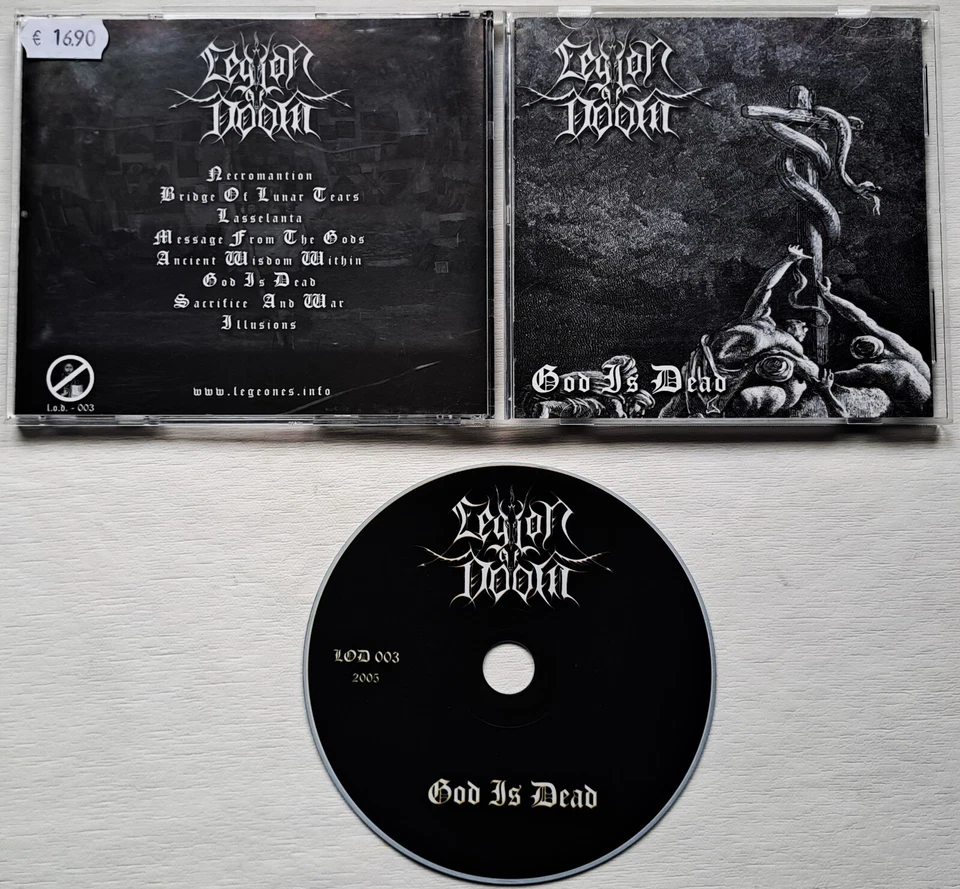 € 16.90
Legion
Of
Doom
Necromantion
Bridge Of Lunar Tears
Lasselanta
Message From The Gods
Ancient Wisdom Within
God Is Dead
Sacrifice And War
Illusions
www.legeones.info
L.o.D. - 003
Legion
Of
Doom
God Is Dead
Legion
Of
Doom
LOD 003
2005
God Is Dead